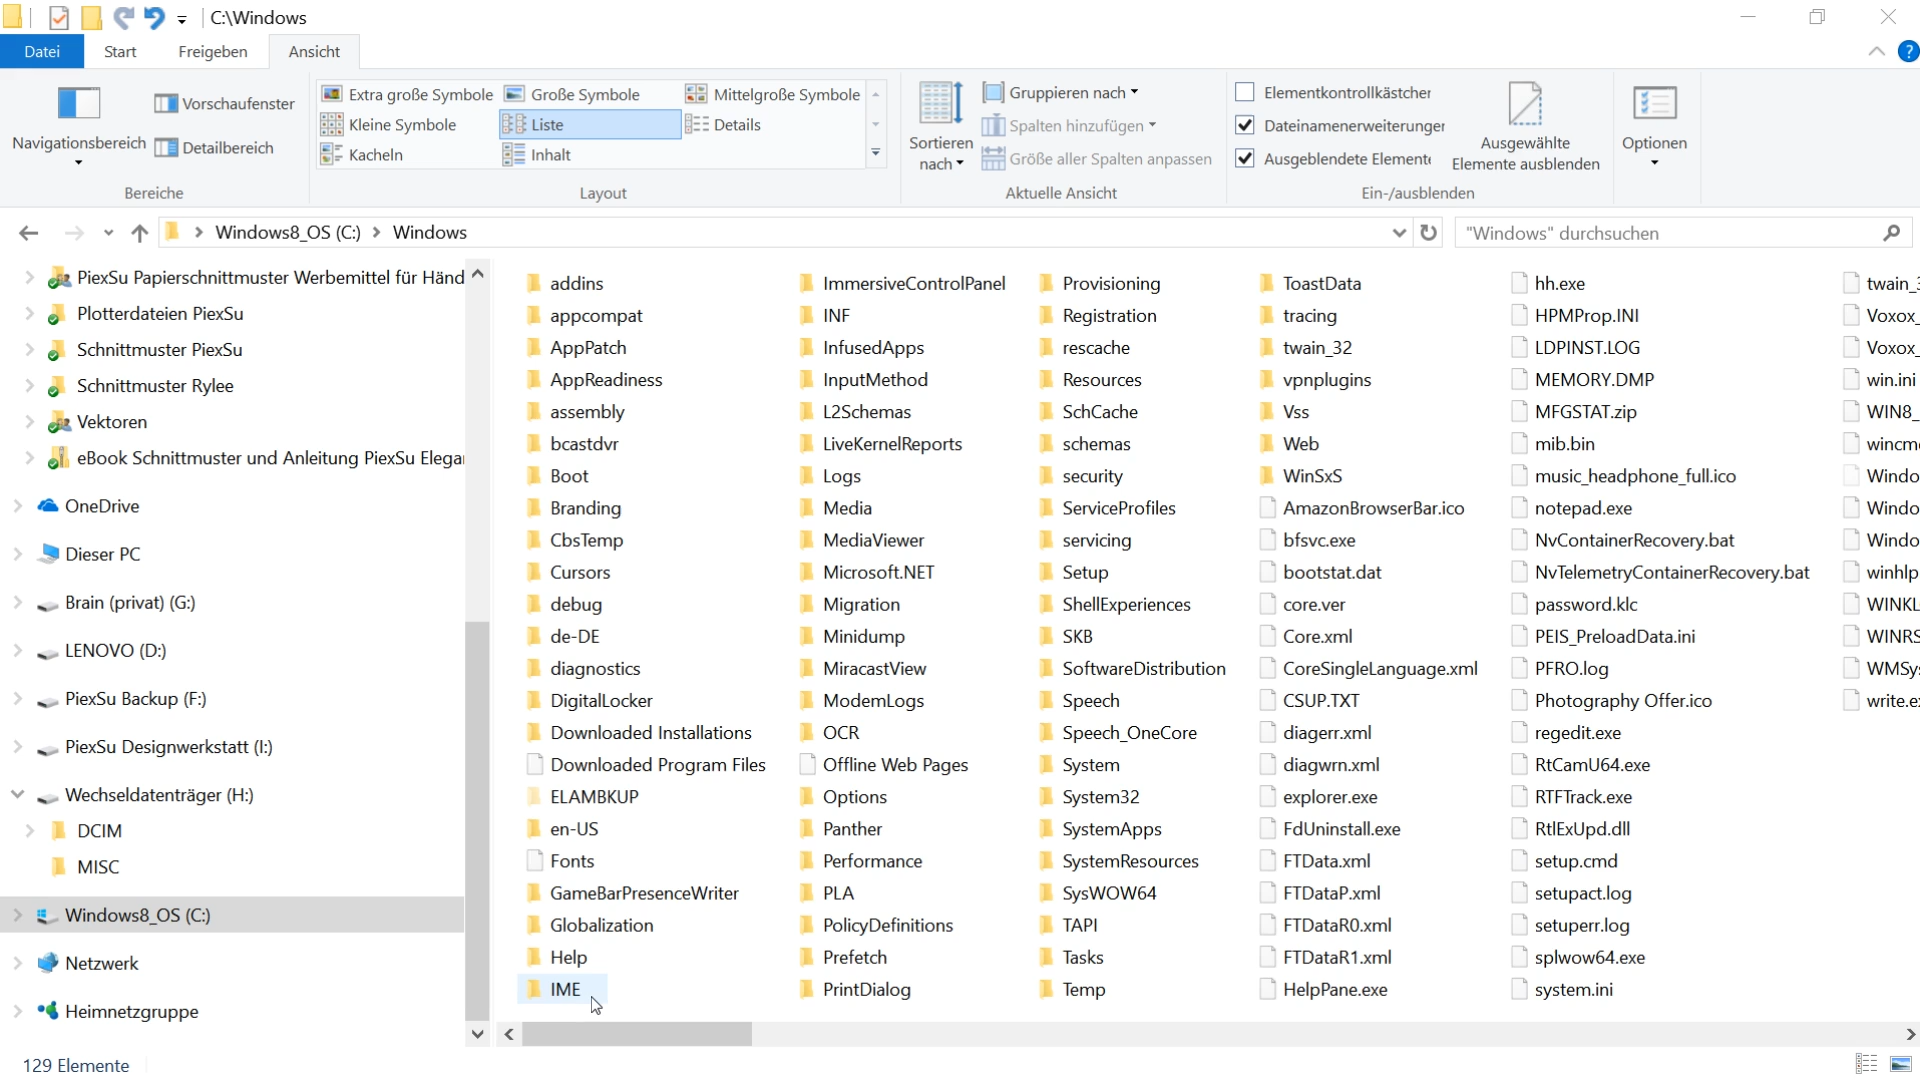 C:\Windows
Datei Start Freigeben Ansicht
Navigationsbereich
Vorschaufenster
Detailbereich
Bereiche
Extra große Symbole Große Symbole Mittelgroße Symbole
Kleine Symbole Liste Details
Kacheln Inhalt
Layout
Sortieren
nach
Gruppieren nach
Spalten hinzufügen
Größe aller Spalten anpassen
Aktuelle Ansicht
Elementkontrollkästchen
Dateinamenerweiterungen
Ausgeblendete Elemente
Ausgewählte
Elemente ausblenden
Ein-/ausblenden
Optionen
Windows8_OS (C:) Windows
"Windows" durchsuchen
PiexSu Papierschnittmuster Werbemittel für Händ
Plotterdateien PiexSu
Schnittmuster PiexSu
Schnittmuster Rylee
Vektoren
eBook Schnittmuster und Anleitung PiexSu Elega
OneDrive
Dieser PC
Brain (privat) (G:)
LENOVO (D:)
PiexSu Backup (F:)
PiexSu Designwerkstatt (I:)
Wechseldatenträger (H:)
DCIM
MISC
Windows8_OS (C:)
Netzwerk
Heimnetzgruppe
addins
appcompat
AppPatch
AppReadiness
assembly
bcastdvr
Boot
Branding
CbsTemp
Cursors
debug
de-DE
diagnostics
DigitalLocker
Downloaded Installations
Downloaded Program Files
ELAMBKUP
en-US
Fonts
GameBarPresenceWriter
Globalization
Help
IME
ImmersiveControlPanel
INF
InfusedApps
InputMethod
L2Schemas
LiveKernelReports
Logs
Media
MediaViewer
Microsoft.NET
Migration
Minidump
MiracastView
ModemLogs
OCR
Offline Web Pages
Options
Panther
Performance
PLA
PolicyDefinitions
Prefetch
PrintDialog
Provisioning
Registration
rescache
Resources
SchCache
schemas
security
ServiceProfiles
servicing
Setup
ShellExperiences
SKB
SoftwareDistribution
Speech
Speech_OneCore
System
System32
SystemApps
SystemResources
SysWOW64
TAPI
Tasks
Temp
ToastData
tracing
twain_32
vpnplugins
Vss
Web
WinSxS
AmazonBrowserBar.ico
bfsvc.exe
bootstat.dat
core.ver
Core.xml
CoreSingleLanguage.xml
CSUP.TXT
diagerr.xml
diagwrn.xml
explorer.exe
FdUninstall.exe
FTData.xml
FTDataP.xml
FTDataR0.xml
FTDataR1.xml
HelpPane.exe
hh.exe
HPMProp.INI
LDPINST.LOG
MEMORY.DMP
MFGSTAT.zip
mib.bin
music_headphone_full.ico
notepad.exe
NvContainerRecovery.bat
NvTelemetryContainerRecovery.bat
password.klc
PEIS_PreloadData.ini
PFRO.log
Photography Offer.ico
regedit.exe
RtCamU64.exe
RTFTrack.exe
RtlExUpd.dll
setup.cmd
setupact.log
setuperr.log
splwow64.exe
system.ini
twain_3
Voxox_
Voxox_
win.ini
WIN8_
wincm
Windo
Windo
Windo
winhlp
WINKL
WINRS
WMSy
write.e
129 Elemente